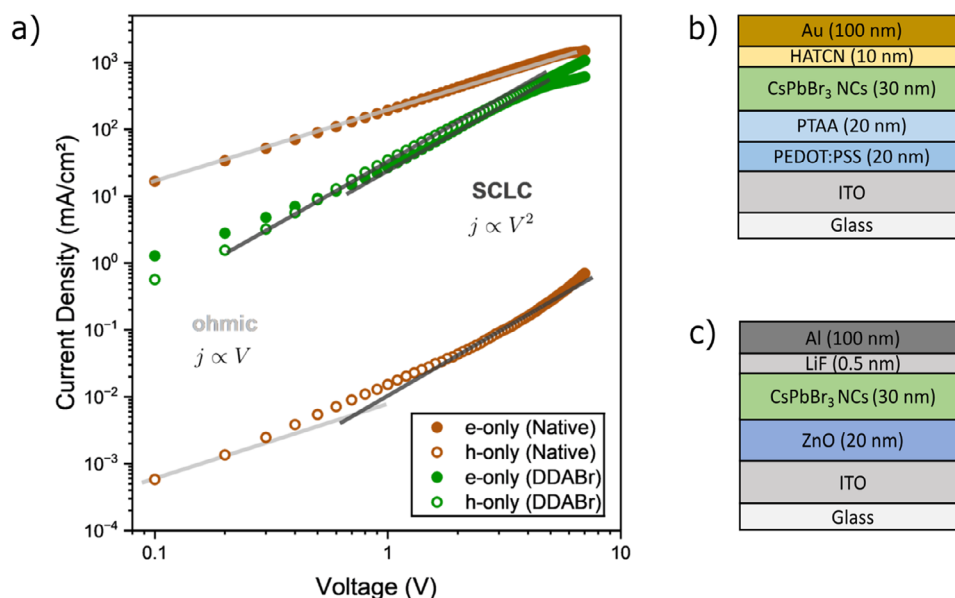 a)
Current Density (mA/cm²)
10³
10²
10¹
10⁰
10⁻¹
10⁻²
10⁻³
10⁻⁴
SCLC
j ∝ V²
ohmic
j ∝ V
e-only (Native)
h-only (Native)
e-only (DDABr)
h-only (DDABr)
0.1
1
10
Voltage (V)
b)
Au (100 nm)
HATCN (10 nm)
CsPbBr₃ NCs (30 nm)
PTAA (20 nm)
PEDOT:PSS (20 nm)
ITO
Glass
c)
Al (100 nm)
LiF (0.5 nm)
CsPbBr₃ NCs (30 nm)
ZnO (20 nm)
ITO
Glass